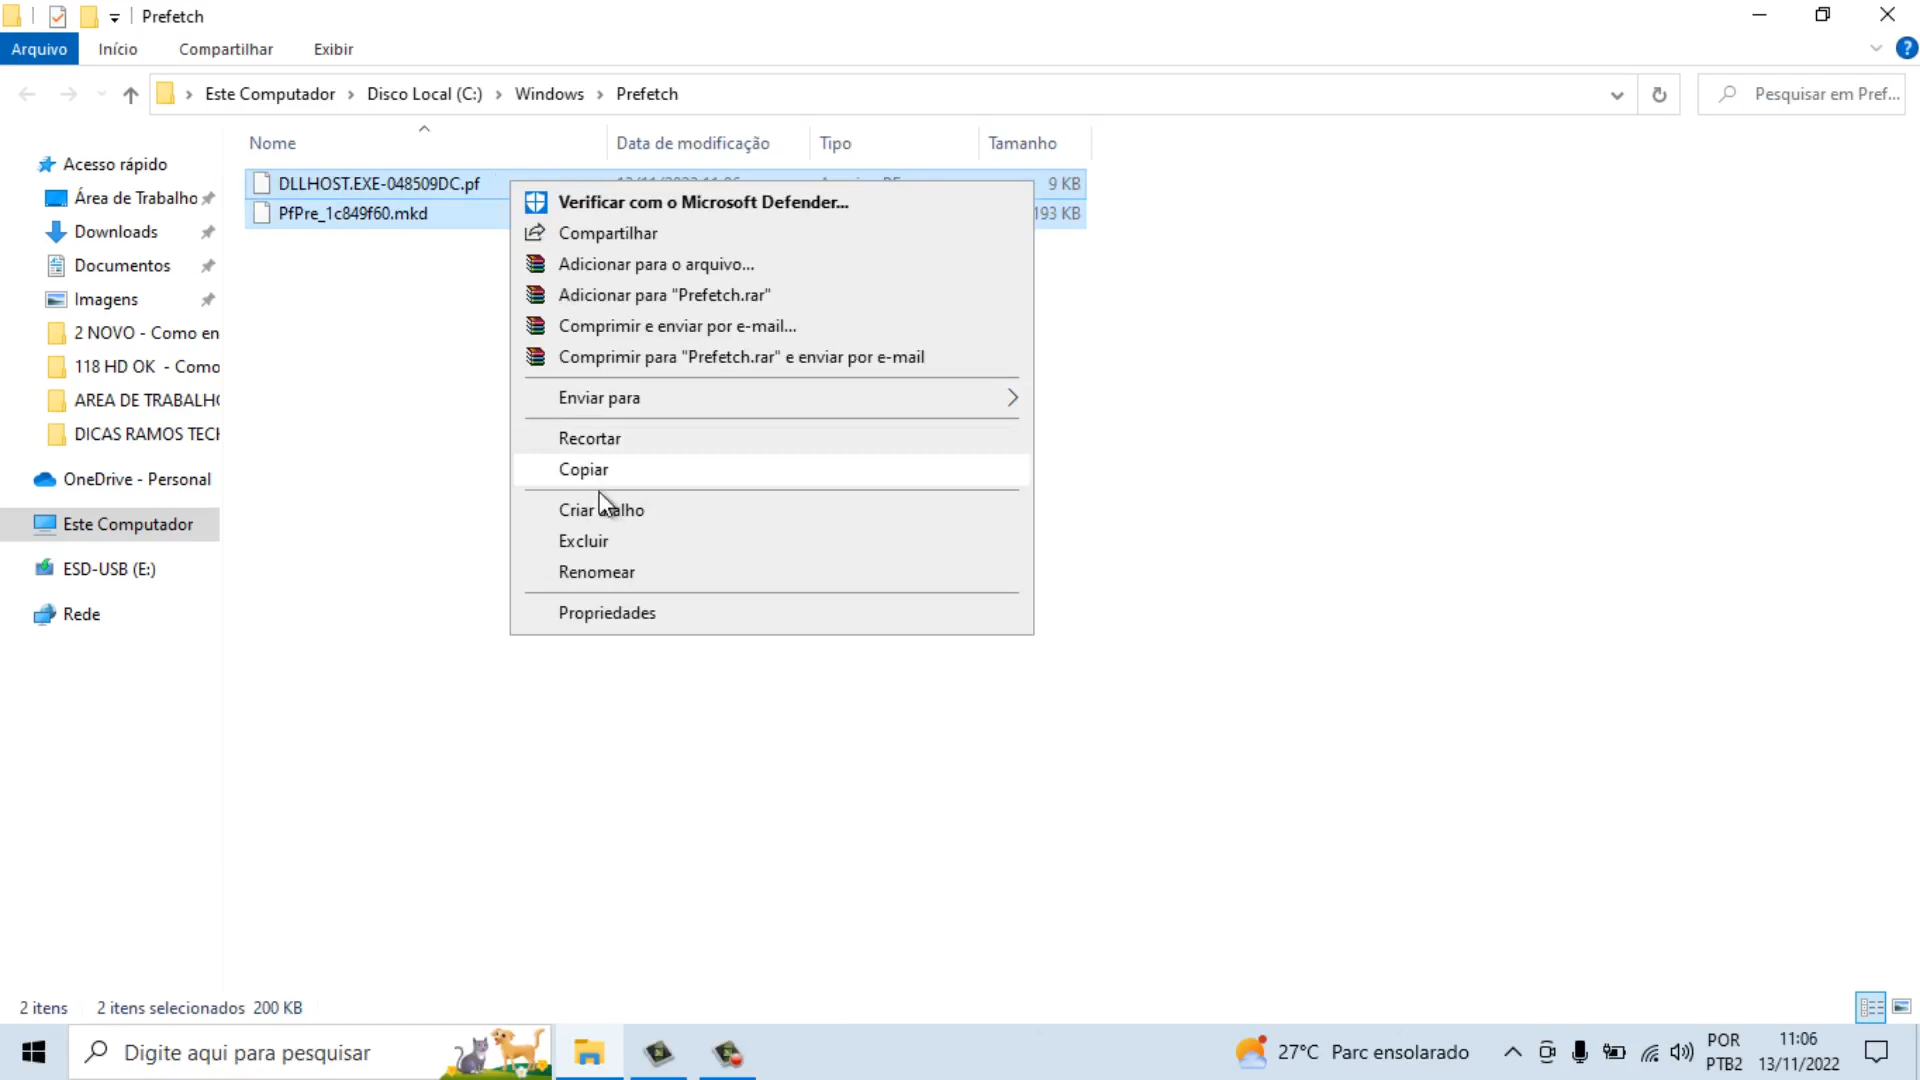 Prefetch
Arquivo Início Compartilhar Exibir
Este Computador Disco Local (C:) Windows Prefetch
Pesquisar em Pref...
Nome Data de modificação Tipo Tamanho
Acesso rápido
Área de Trabalho
Downloads
Documentos
Imagens
2 NOVO - Como en
118 HD OK - Como
AREA DE TRABALHO
DICAS RAMOS TECH
OneDrive - Personal
Este Computador
ESD-USB (E:)
Rede
DLLHOST.EXE-048509DC.pf 9 KB
PfPre_1c849f60.mkd 193 KB
Verificar com o Microsoft Defender...
Compartilhar
Adicionar para o arquivo...
Adicionar para "Prefetch.rar"
Comprimir e enviar por e-mail...
Comprimir para "Prefetch.rar" e enviar por e-mail
Enviar para
Recortar
Copiar
Criar atalho
Excluir
Renomear
Propriedades
2 itens 2 itens selecionados 200 KB
Digite aqui para pesquisar
27°C Parc ensolarado
POR
PTB2
11:06
13/11/2022